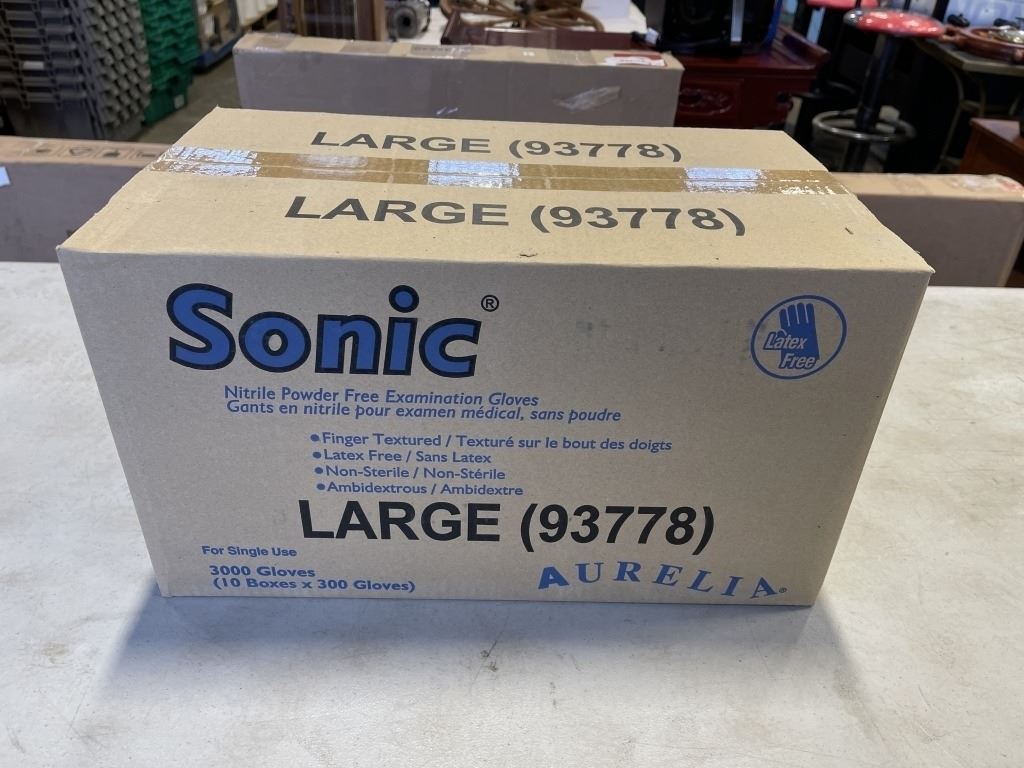 LARGE (93778)
LARGE (93778)
Sonic®
Latex
Free
Nitrile Powder Free Examination Gloves
Gants en nitrile pour examen médical, sans poudre
•Finger Textured / Texturé sur le bout des doigts
•Latex Free / Sans Latex
•Non-Sterile / Non-Stérile
•Ambidextrous / Ambidextre
LARGE (93778)
For Single Use
3000 Gloves
(10 Boxes x 300 Gloves)
AURELIA®